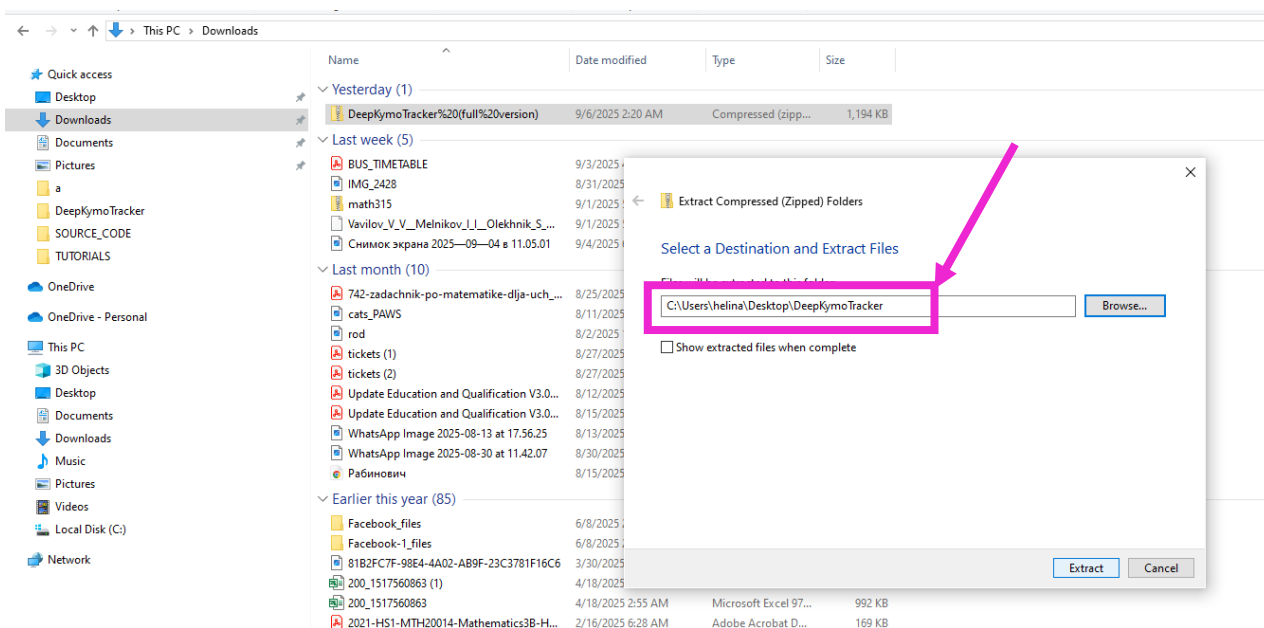 This PC > Downloads
Name Date modified Type Size
Quick access
Desktop
Downloads
Documents
Pictures
a
DeepKymoTracker
SOURCE_CODE
TUTORIALS
OneDrive
OneDrive - Personal
This PC
3D Objects
Desktop
Documents
Downloads
Music
Pictures
Videos
Local Disk (C:)
Network
Yesterday (1)
DeepKymoTracker%20(full%20version) 9/6/2025 2:20 AM Compressed (zipp... 1,194 KB
Last week (5)
BUS_TIMETABLE 9/3/2025
IMG_2428 8/31/2025
math315 9/1/2025
Vavilov_V_V__Melnikov_I_I__Olekhnik_S_... 9/1/2025
Снимок экрана 2025—09—04 в 11.05.01 9/4/2025
Last month (10)
742-zadachnik-po-matematike-dlja-uch_... 8/25/2025
cats_PAWS 8/11/2025
rod 8/2/2025
tickets (1) 8/27/2025
tickets (2) 8/27/2025
Update Education and Qualification V3.0... 8/12/2025
Update Education and Qualification V3.0... 8/15/2025
WhatsApp Image 2025-08-13 at 17.56.25 8/13/2025
WhatsApp Image 2025-08-30 at 11.42.07 8/30/2025
Рабинович 8/15/2025
Earlier this year (85)
Facebook_files 6/8/2025
Facebook-1_files 6/8/2025
81B2FC7F-98E4-4A02-AB9F-23C3781F16C6 3/30/2025
200_1517560863 (1) 4/18/2025
200_1517560863 4/18/2025 2:55 AM Microsoft Excel 97... 992 KB
2021-HS1-MTH20014-Mathematics3B-H... 2/16/2025 6:28 AM Adobe Acrobat D... 169 KB
Extract Compressed (Zipped) Folders
Select a Destination and Extract Files
Files will be extracted to this folder
C:\Users\helina\Desktop\DeepKymoTracker
Browse...
Show extracted files when complete
Extract Cancel